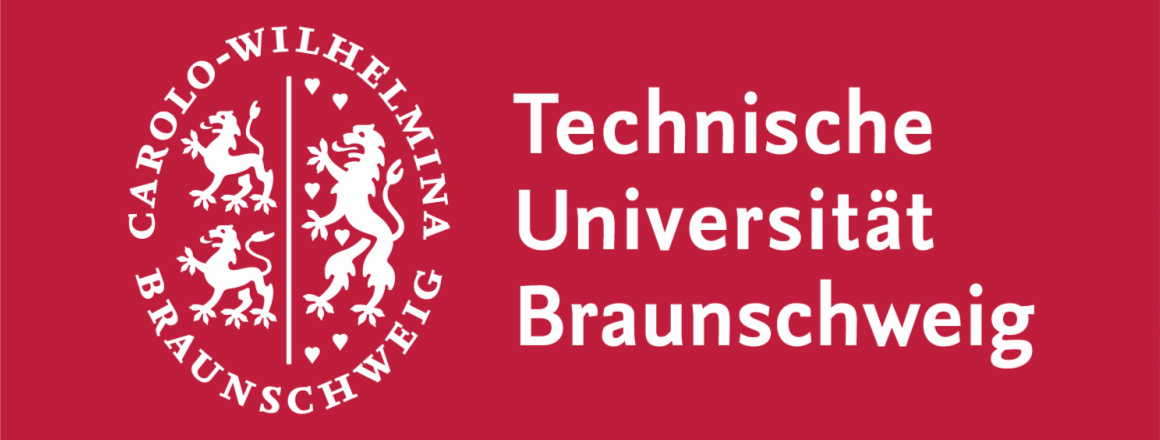 CAROLO-WILHELMINA
BRAUNSCHWEIG
Technische
Universität
Braunschweig